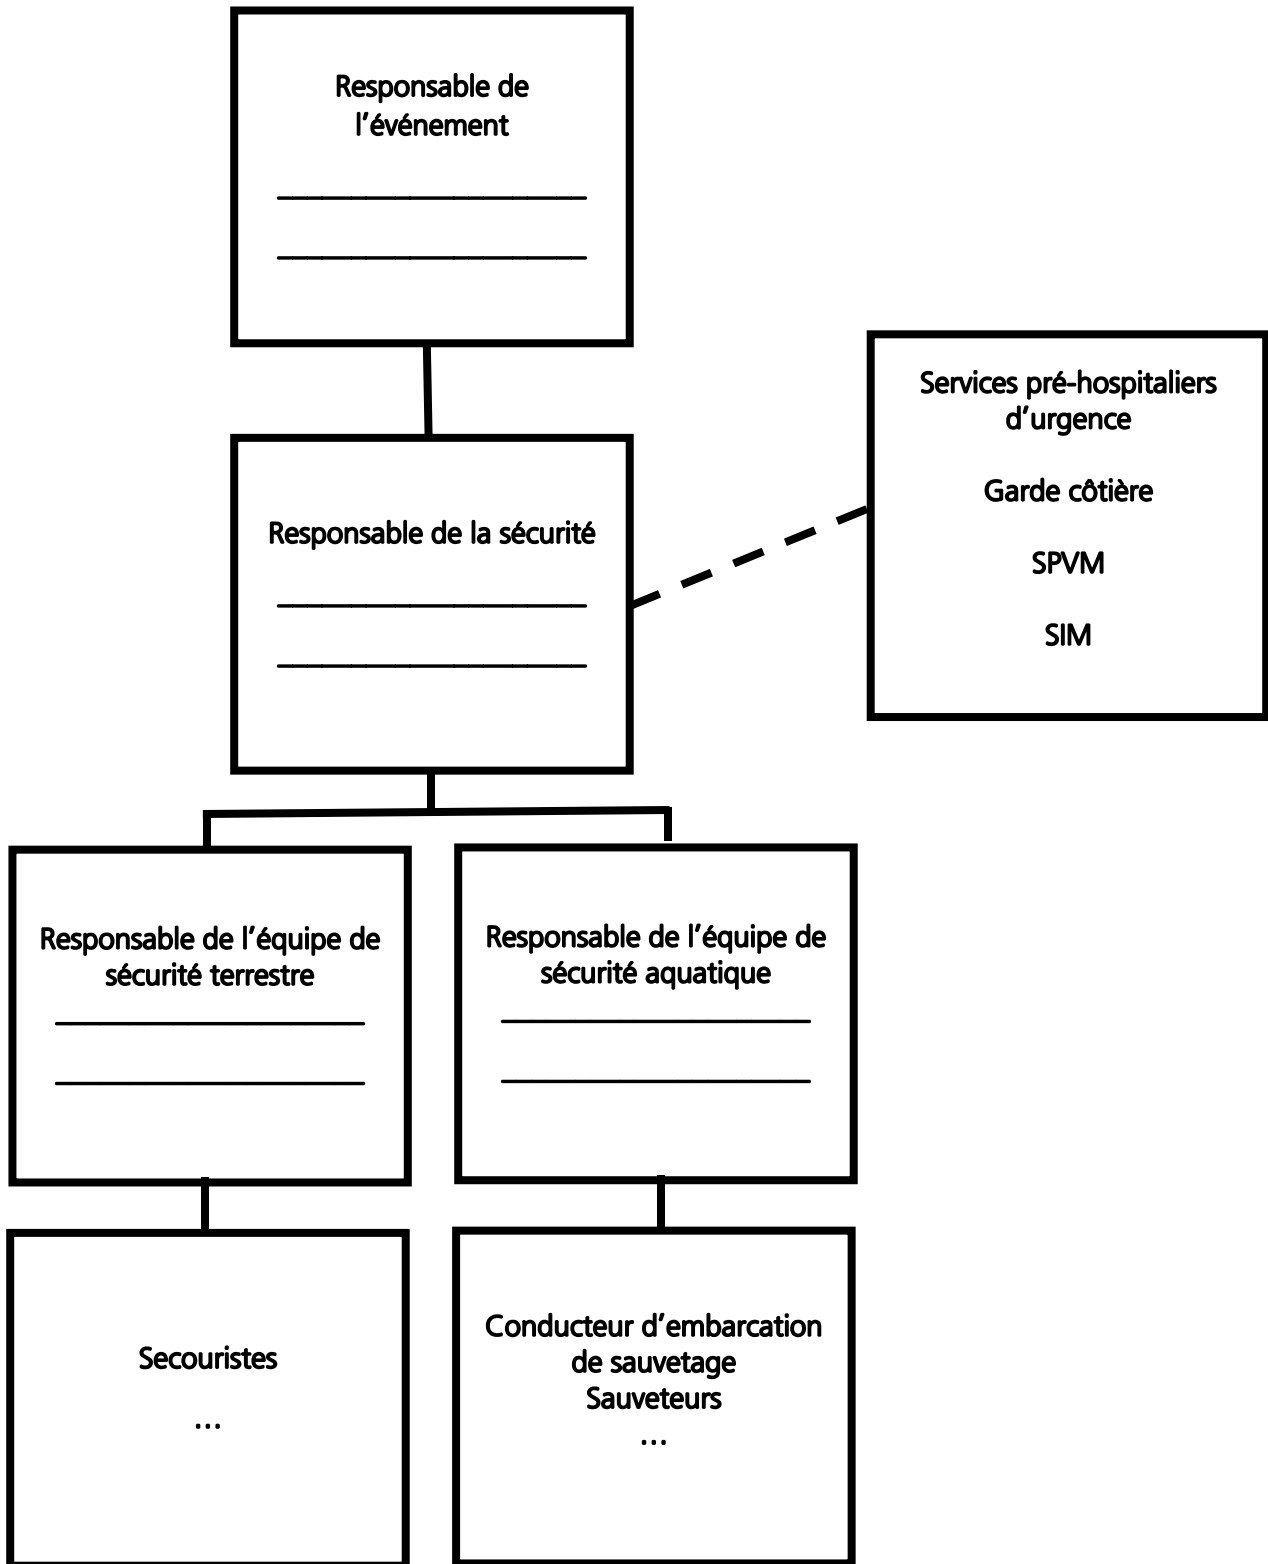 Responsable de
l'événement
Services pré-hospitaliers
d'urgence
Garde côtière
SPVM
SIM
Responsable de la sécurité
Responsable de l'équipe de
sécurité terrestre
Responsable de l'équipe de
sécurité aquatique
Secouristes
...
Conducteur d'embarcation
de sauvetage
Sauveteurs
...